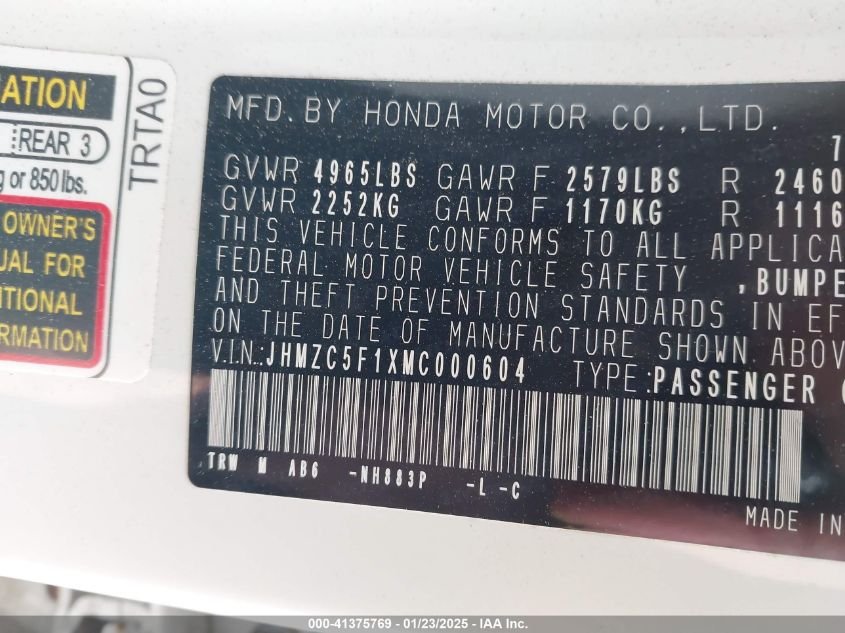 ATION
REAR 3
g or 850 lbs.
OWNER'S
UAL FOR
ITIONAL
ORMATION
TRTA0
MFD. BY HONDA MOTOR CO., LTD.
7
GVWR 4965LBS GAWR F 2579LBS R 2460
GVWR 2252KG GAWR F 1170KG R 1116
THIS VEHICLE CONFORMS TO ALL APPLICA
FEDERAL MOTOR VEHICLE SAFETY ,BUMPE
AND THEFT PREVENTION STANDARDS IN EF
ON THE DATE OF MANUFACTURE SHOWN ABOV
V.I.N.:JHMZC5F1XMC000604 TYPE:PASSENGER
TRW M AB6 -NH883P -L -C
MADE IN
000-41375769 - 01/23/2025 - IAA Inc.